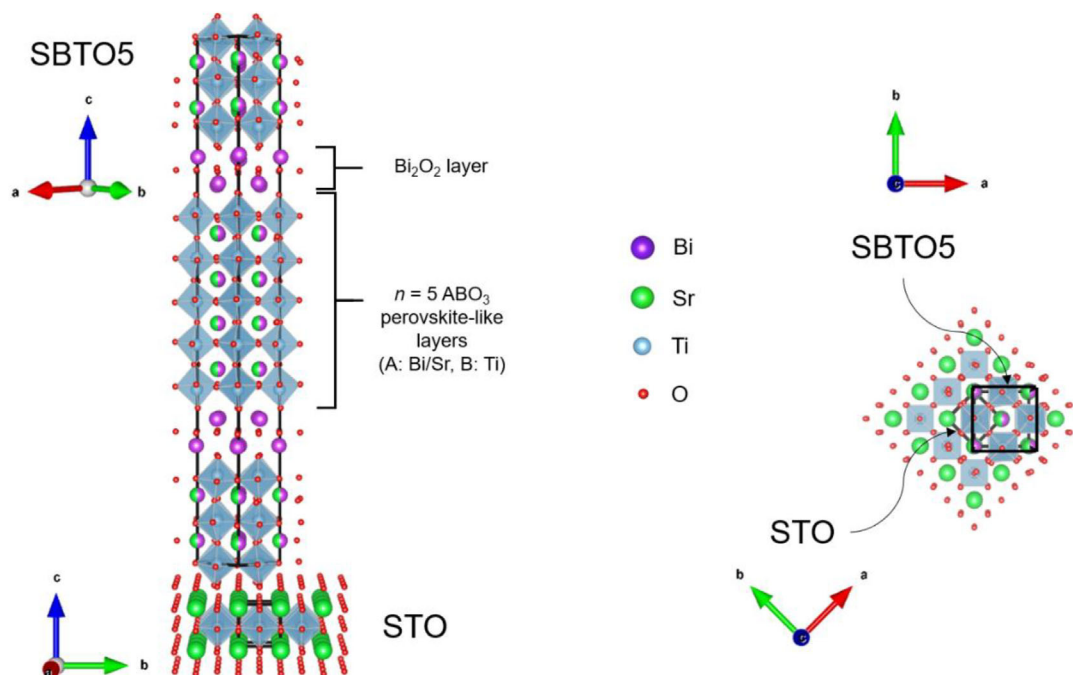 SBTO5
c
a
b
Bi₂O₂ layer
n = 5 ABO₃
perovskite-like
layers
(A: Bi/Sr, B: Ti)
c
b
STO
Bi
Sr
Ti
O
b
a
SBTO5
STO
b
a